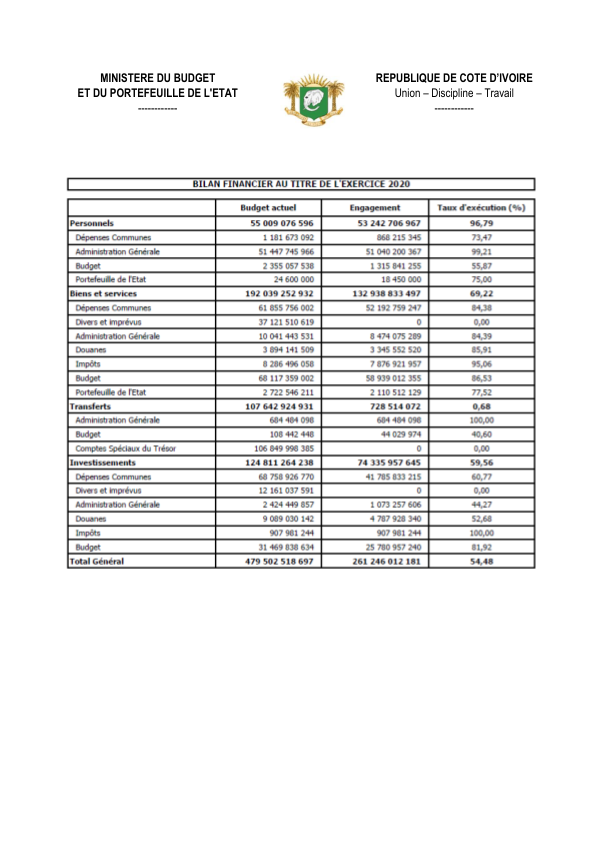 MINISTERE DU BUDGET
ET DU PORTEFEUILLE DE L'ETAT
------------
REPUBLIQUE DE COTE D'IVOIRE
Union – Discipline – Travail
------------
BILAN FINANCIER AU TITRE DE L'EXERCICE 2020
Budget actuel Engagement Taux d'exécution (%)
Personnels 55 009 076 596 53 242 706 967 96,79
Dépenses Communes 1 181 673 092 868 215 345 73,47
Administration Générale 51 447 745 966 51 040 200 367 99,21
Budget 2 355 057 538 1 315 841 255 55,87
Portefeuille de l'Etat 24 600 000 18 450 000 75,00
Biens et services 192 039 252 932 132 938 833 497 69,22
Dépenses Communes 61 855 756 002 52 192 759 247 84,38
Divers et imprévus 37 121 510 619 0 0,00
Administration Générale 10 041 443 531 8 474 075 289 84,39
Douanes 3 894 141 509 3 345 552 520 85,91
Impôts 8 286 496 058 7 876 921 957 95,06
Budget 68 117 359 002 58 939 012 355 86,53
Portefeuille de l'Etat 2 722 546 211 2 110 512 129 77,52
Transferts 107 642 924 931 728 514 072 0,68
Administration Générale 684 484 098 684 484 098 100,00
Budget 108 442 448 44 029 974 40,60
Comptes Spéciaux du Trésor 106 849 998 385 0 0,00
Investissements 124 811 264 238 74 335 957 645 59,56
Dépenses Communes 68 758 926 770 41 785 833 215 60,77
Divers et imprévus 12 161 037 591 0 0,00
Administration Générale 2 424 449 857 1 073 257 606 44,27
Douanes 9 089 030 142 4 787 928 340 52,68
Impôts 907 981 244 907 981 244 100,00
Budget 31 469 838 634 25 780 957 240 81,92
Total Général 479 502 518 697 261 246 012 181 54,48